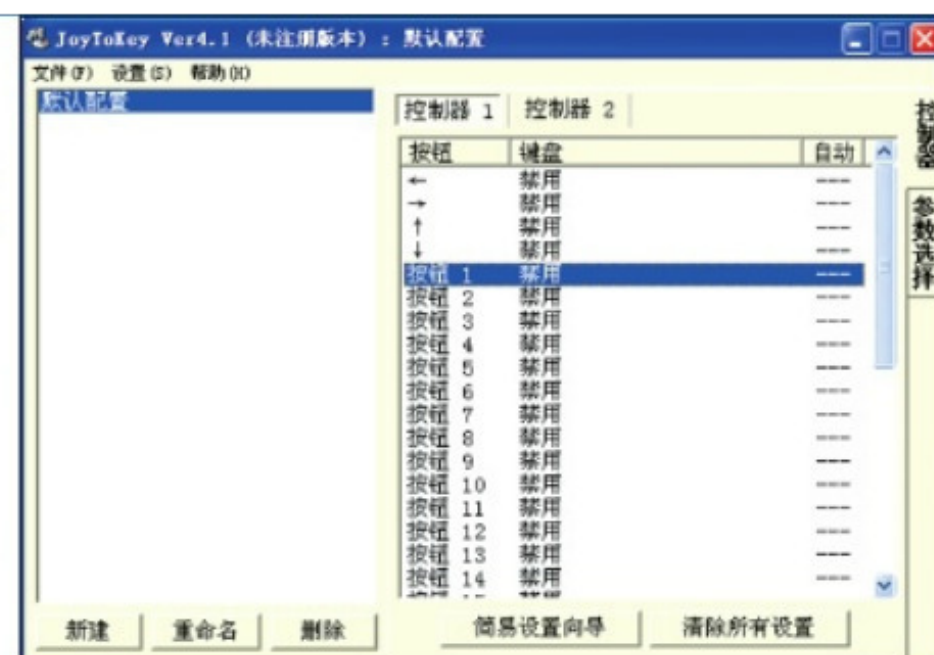 JoyToKey Ver4.1 (未注册版本) : 默认配置
文件(F) 设置(S) 帮助(H)
默认配置
控制器 1 控制器 2
按钮 键盘 自动
← 禁用 ---
→ 禁用 ---
↑ 禁用 ---
↓ 禁用 ---
按钮 1 禁用 ---
按钮 2 禁用 ---
按钮 3 禁用 ---
按钮 4 禁用 ---
按钮 5 禁用 ---
按钮 6 禁用 ---
按钮 7 禁用 ---
按钮 8 禁用 ---
按钮 9 禁用 ---
按钮 10 禁用 ---
按钮 11 禁用 ---
按钮 12 禁用 ---
按钮 13 禁用 ---
按钮 14 禁用 ---
控制器
参数选择
新建 重命名 删除 简易设置向导 清除所有设置